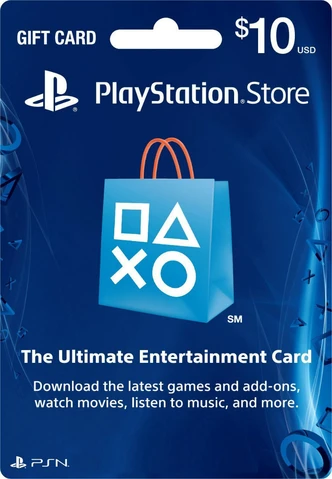 GIFT CARD
$10 USD
PlayStation®Store
SM
The Ultimate Entertainment Card
Download the latest games and add-ons,
watch movies, listen to music, and more.
PSN